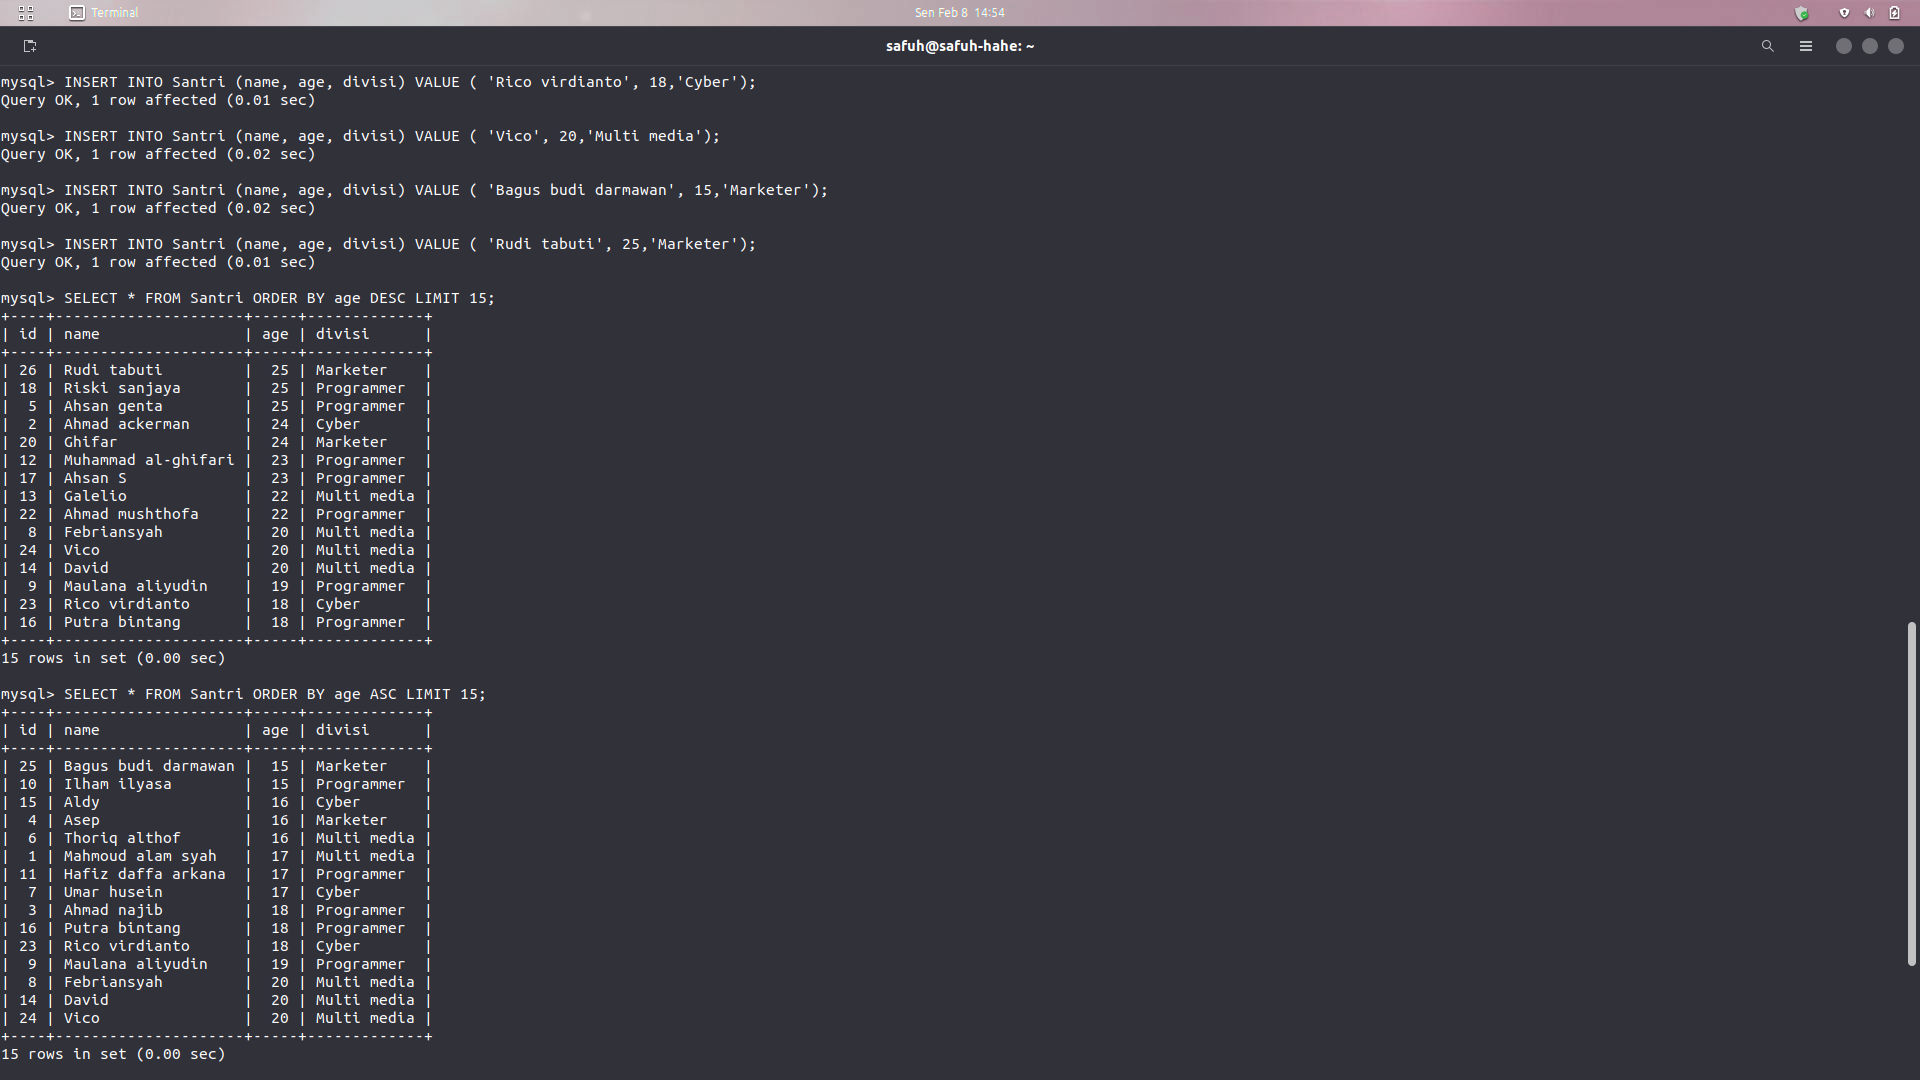 Terminal
Sen Feb 8 14:54
safuh@safuh-hahe: ~
mysql> INSERT INTO Santri (name, age, divisi) VALUE ( 'Rico virdianto', 18,'Cyber');
Query OK, 1 row affected (0.01 sec)
mysql> INSERT INTO Santri (name, age, divisi) VALUE ( 'Vico', 20,'Multi media');
Query OK, 1 row affected (0.02 sec)
mysql> INSERT INTO Santri (name, age, divisi) VALUE ( 'Bagus budi darmawan', 15,'Marketer');
Query OK, 1 row affected (0.02 sec)
mysql> INSERT INTO Santri (name, age, divisi) VALUE ( 'Rudi tabuti', 25,'Marketer');
Query OK, 1 row affected (0.01 sec)
mysql> SELECT * FROM Santri ORDER BY age DESC LIMIT 15;
+----+---------------------+-----+-------------+
| id | name                | age | divisi      |
+----+---------------------+-----+-------------+
| 26 | Rudi tabuti         |  25 | Marketer    |
| 18 | Riski sanjaya       |  25 | Programmer  |
|  5 | Ahsan genta         |  25 | Programmer  |
|  2 | Ahmad ackerman      |  24 | Cyber       |
| 20 | Ghifar              |  24 | Marketer    |
| 12 | Muhammad al-ghifari |  23 | Programmer  |
| 17 | Ahsan S             |  23 | Programmer  |
| 13 | Galelio             |  22 | Multi media |
| 22 | Ahmad mushthofa     |  22 | Programmer  |
|  8 | Febriansyah         |  20 | Multi media |
| 24 | Vico                |  20 | Multi media |
| 14 | David               |  20 | Multi media |
|  9 | Maulana aliyudin    |  19 | Programmer  |
| 23 | Rico virdianto      |  18 | Cyber       |
| 16 | Putra bintang       |  18 | Programmer  |
+----+---------------------+-----+-------------+
15 rows in set (0.00 sec)
mysql> SELECT * FROM Santri ORDER BY age ASC LIMIT 15;
+----+---------------------+-----+-------------+
| id | name                | age | divisi      |
+----+---------------------+-----+-------------+
| 25 | Bagus budi darmawan |  15 | Marketer    |
| 10 | Ilham ilyasa        |  15 | Programmer  |
| 15 | Aldy                |  16 | Cyber       |
|  4 | Asep                |  16 | Marketer    |
|  6 | Thoriq althof       |  16 | Multi media |
|  1 | Mahmoud alam syah   |  17 | Multi media |
| 11 | Hafiz daffa arkana  |  17 | Programmer  |
|  7 | Umar husein         |  17 | Cyber       |
|  3 | Ahmad najib         |  18 | Programmer  |
| 16 | Putra bintang       |  18 | Programmer  |
| 23 | Rico virdianto      |  18 | Cyber       |
|  9 | Maulana aliyudin    |  19 | Programmer  |
|  8 | Febriansyah         |  20 | Multi media |
| 14 | David               |  20 | Multi media |
| 24 | Vico                |  20 | Multi media |
+----+---------------------+-----+-------------+
15 rows in set (0.00 sec)